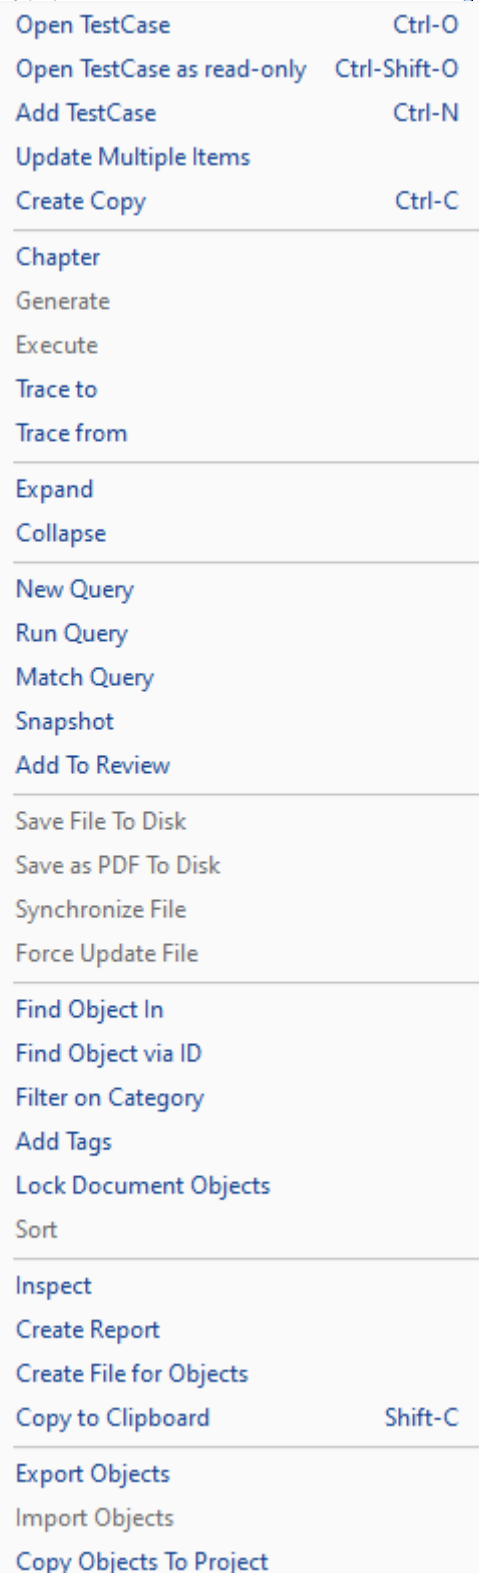 Open TestCase Ctrl-O
Open TestCase as read-only Ctrl-Shift-O
Add TestCase Ctrl-N
Update Multiple Items
Create Copy Ctrl-C
Chapter
Generate
Execute
Trace to
Trace from
Expand
Collapse
New Query
Run Query
Match Query
Snapshot
Add To Review
Save File To Disk
Save as PDF To Disk
Synchronize File
Force Update File
Find Object In
Find Object via ID
Filter on Category
Add Tags
Lock Document Objects
Sort
Inspect
Create Report
Create File for Objects
Copy to Clipboard Shift-C
Export Objects
Import Objects
Copy Objects To Project